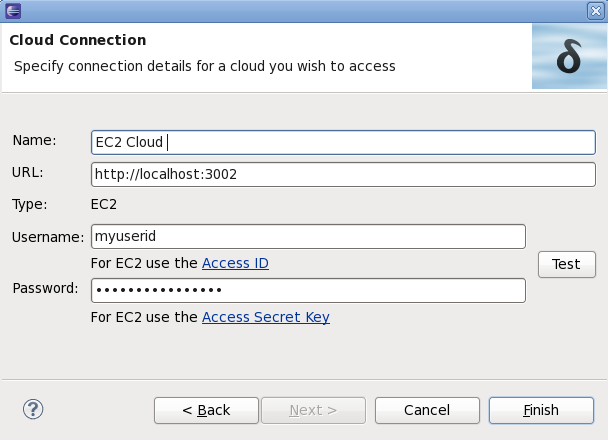 Cloud Connection
Specify connection details for a cloud you wish to access
δ
Name: EC2 Cloud
URL: http://localhost:3002
Type: EC2
Username: myuserid
For EC2 use the Access ID
Test
Password: ••••••••••••••••
For EC2 use the Access Secret Key
? < Back Next > Cancel Finish